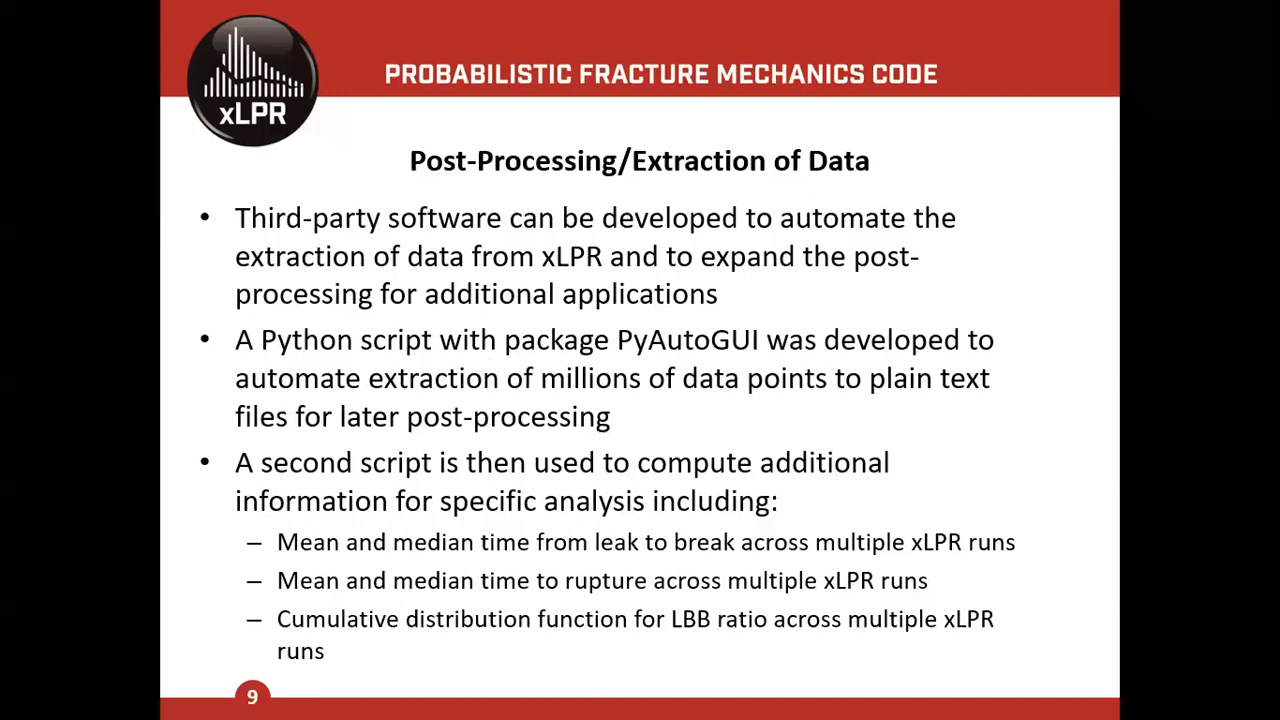 xLPR
PROBABILISTIC FRACTURE MECHANICS CODE
Post-Processing/Extraction of Data
• Third-party software can be developed to automate the
extraction of data from xLPR and to expand the post-
processing for additional applications
• A Python script with package PyAutoGUI was developed to
automate extraction of millions of data points to plain text
files for later post-processing
• A second script is then used to compute additional
information for specific analysis including:
– Mean and median time from leak to break across multiple xLPR runs
– Mean and median time to rupture across multiple xLPR runs
– Cumulative distribution function for LBB ratio across multiple xLPR
runs
9